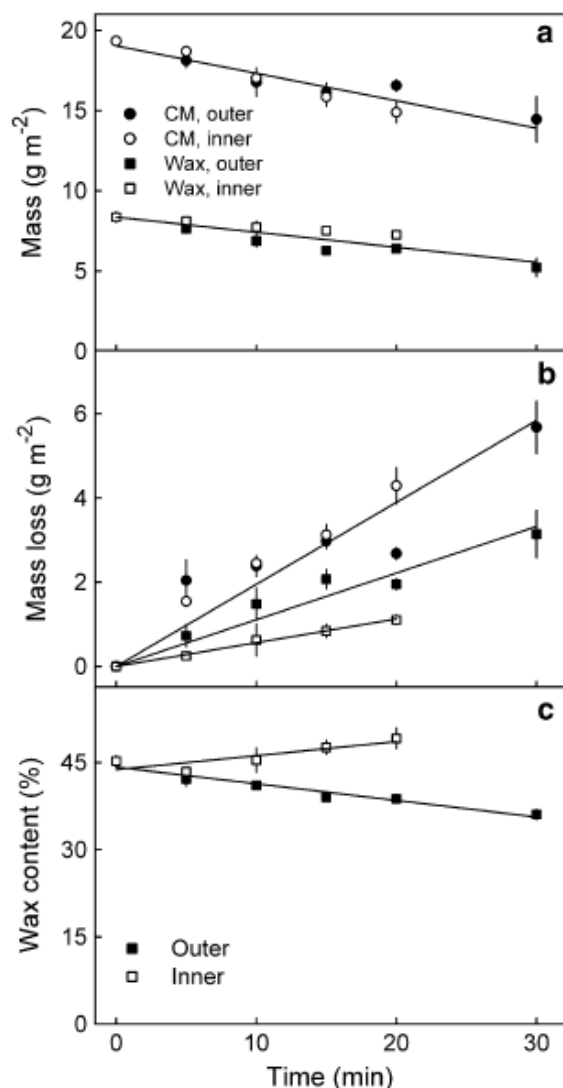 20
a
15
CM, outer
CM, inner
Wax, outer
Wax, inner
10
5
0
Mass (g m⁻²)
b
6
4
2
0
Mass loss (g m⁻²)
c
45
30
15
0
Wax content (%)
Outer
Inner
0 10 20 30
Time (min)